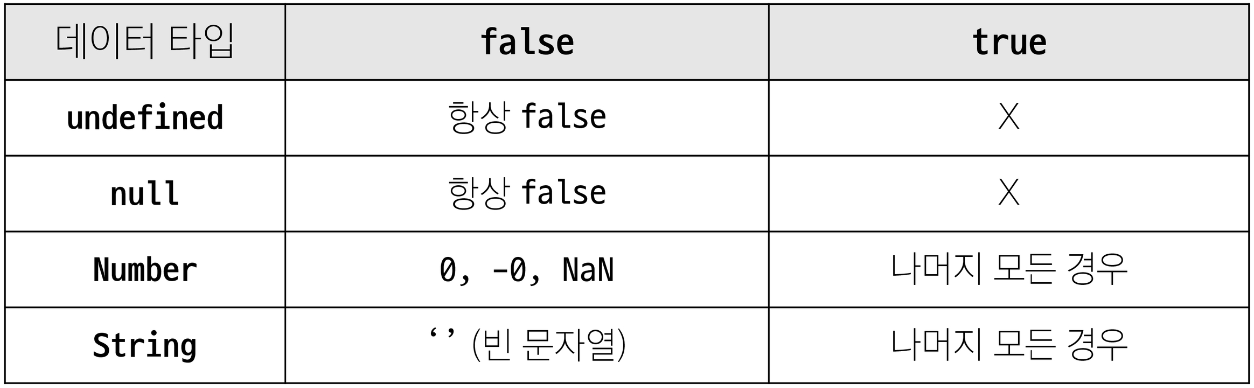 데이터 타입 false true
undefined 항상 false X
null 항상 false X
Number 0, -0, NaN 나머지 모든 경우
String ‘’ (빈 문자열) 나머지 모든 경우